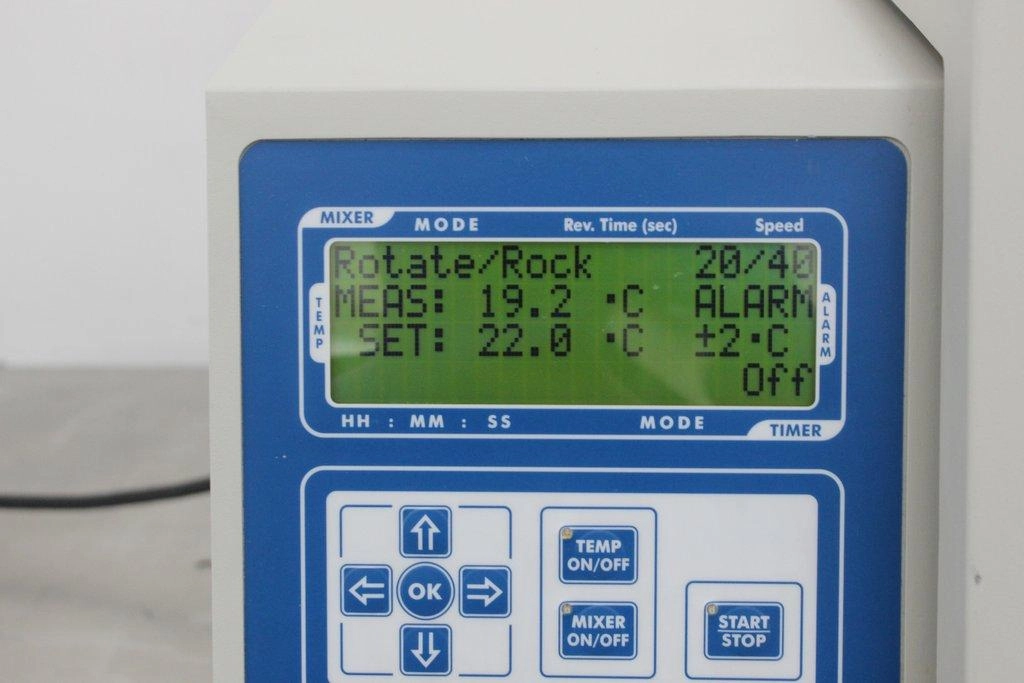 MIXER MODE Rev. Time (sec) Speed
Rotate/Rock 20/40
TEMP MEAS: 19.2 °C ALARM ALARM
SET: 22.0 °C ±2°C
Off
HH : MM : SS MODE TIMER
TEMP
ON/OFF
OK
MIXER
ON/OFF
START
STOP